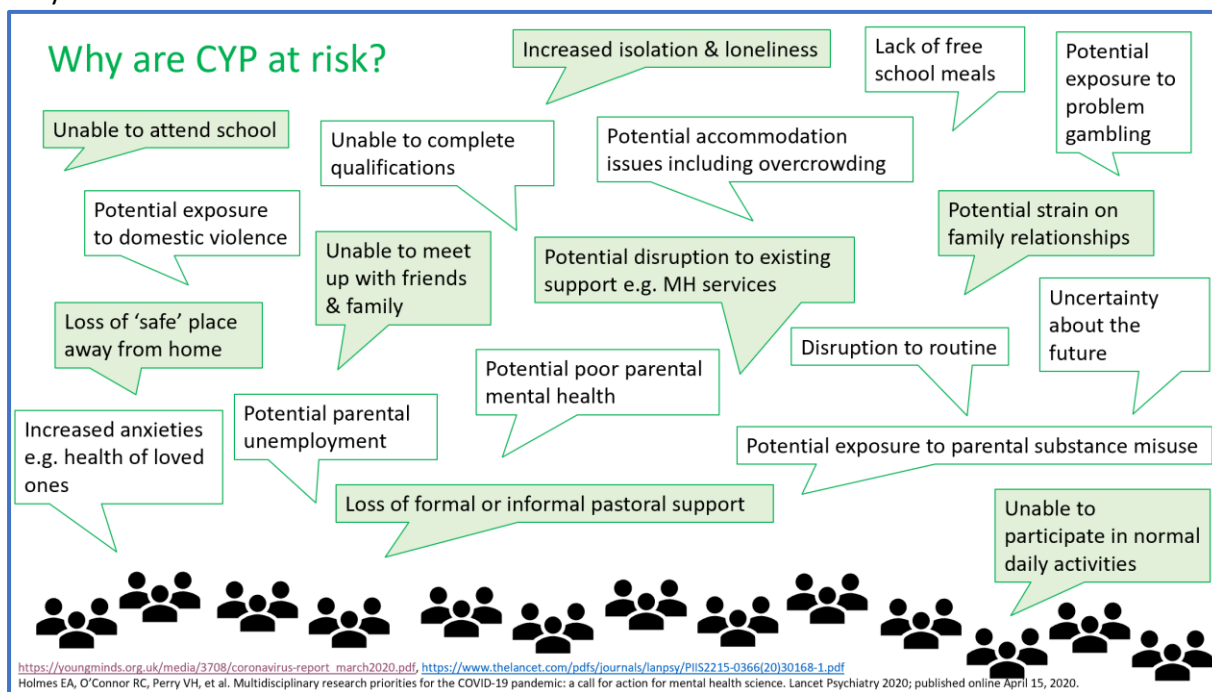 Why are CYP at risk?
Increased isolation & loneliness
Lack of free
school meals
Potential
exposure to
problem
gambling
Unable to attend school
Unable to complete
qualifications
Potential accommodation
issues including overcrowding
Potential exposure
to domestic violence
Unable to meet
up with friends
& family
Potential disruption to existing
support e.g. MH services
Potential strain on
family relationships
Loss of ‘safe’ place
away from home
Potential poor parental
mental health
Disruption to routine
Uncertainty
about the
future
Increased anxieties
e.g. health of loved
ones
Potential parental
unemployment
Potential exposure to parental substance misuse
Loss of formal or informal pastoral support
Unable to
participate in normal
daily activities
https://youngminds.org.uk/media/3708/coronavirus-report_march2020.pdf, https://www.thelancet.com/pdfs/journals/lanpsy/PIIS2215-0366(20)30168-1.pdf
Holmes EA, O’Connor RC, Perry VH, et al. Multidisciplinary research priorities for the COVID-19 pandemic: a call for action for mental health science. Lancet Psychiatry 2020; published online April 15, 2020.